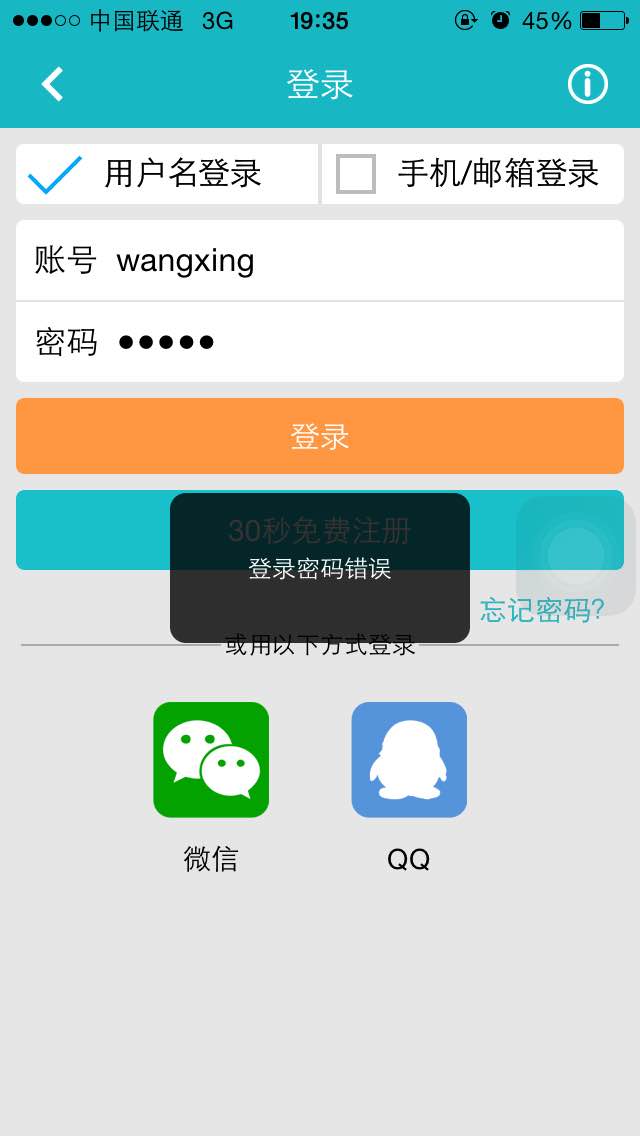 中国联通 3G 19:35 45%
登录
用户名登录 手机/邮箱登录
账号 wangxing
密码 •••••
登录
30秒免费注册
登录密码错误
忘记密码?
或用以下方式登录
微信 QQ